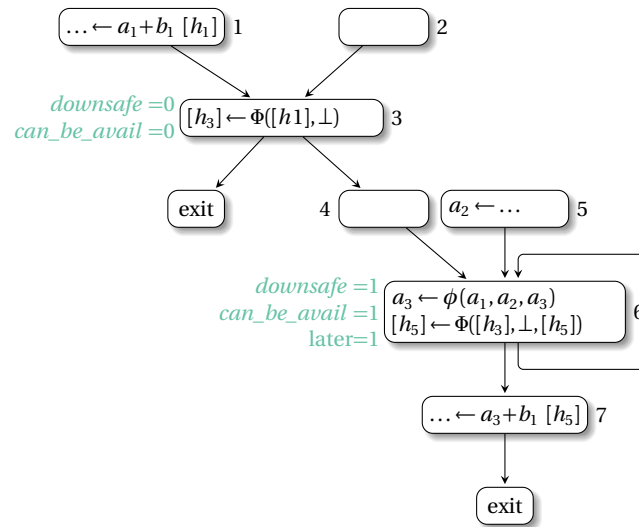 … ← a₁+b₁ [h₁] 1
2
downsafe =0
can_be_avail =0
[h₃] ← Φ([h1],⊥) 3
exit
4
a₂ ← … 5
downsafe =1
can_be_avail =1
later=1
a₃ ← ϕ(a₁,a₂,a₃)
[h₅] ← Φ([h₃],⊥,[h₅])
6
… ← a₃+b₁ [h₅] 7
exit